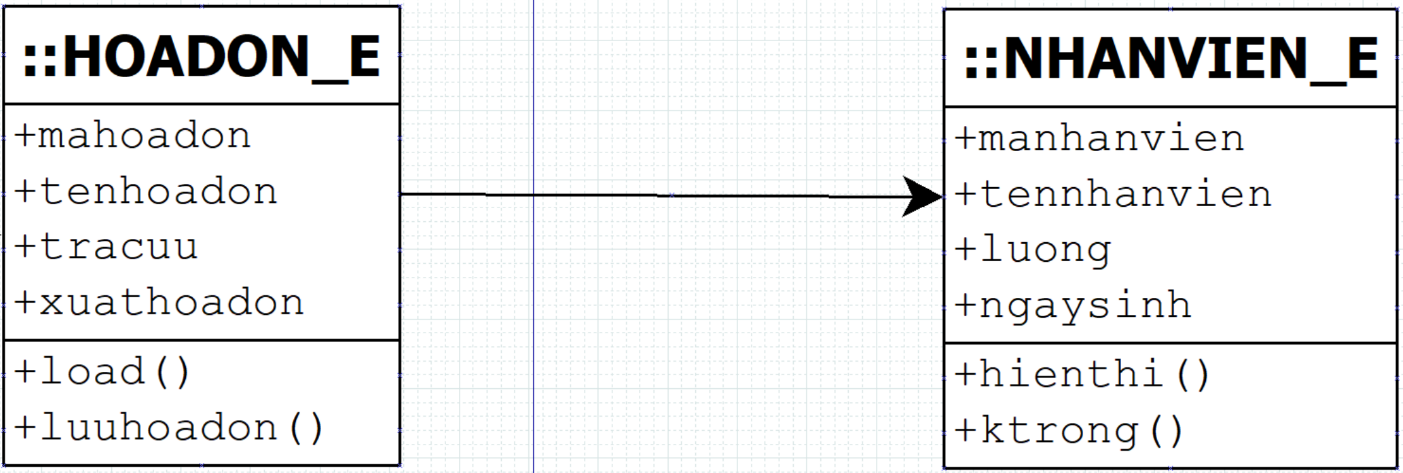 ::HOADON_E
+mahoadon
+tenhoadon
+tracuu
+xuathoadon
+load()
+luuhoadon()
::NHANVIEN_E
+manhanvien
+tennhanvien
+luong
+ngaysinh
+hienthi()
+ktrong()